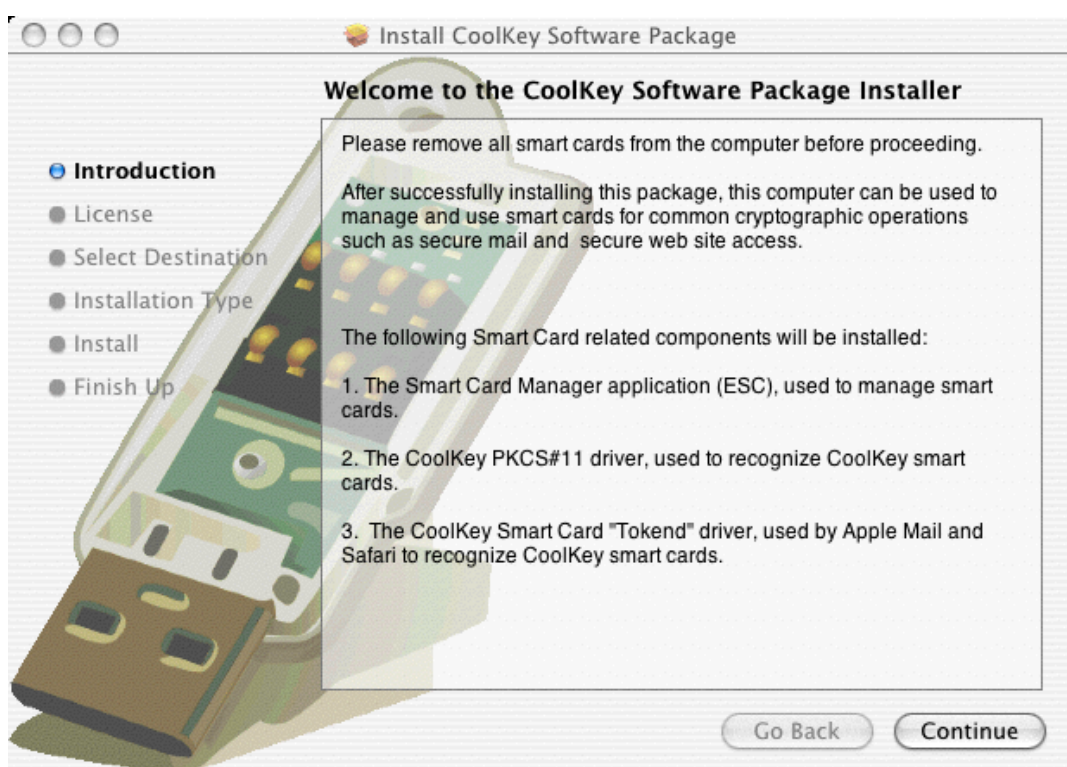 Install CoolKey Software Package
Welcome to the CoolKey Software Package Installer
Introduction
License
Select Destination
Installation Type
Install
Finish Up
Please remove all smart cards from the computer before proceeding.
After successfully installing this package, this computer can be used to
manage and use smart cards for common cryptographic operations
such as secure mail and  secure web site access.
The following Smart Card related components will be installed:
1. The Smart Card Manager application (ESC), used to manage smart
cards.
2. The CoolKey PKCS#11 driver, used to recognize CoolKey smart
cards.
3.  The CoolKey Smart Card "Tokend" driver, used by Apple Mail and
Safari to recognize CoolKey smart cards.
Go Back
Continue